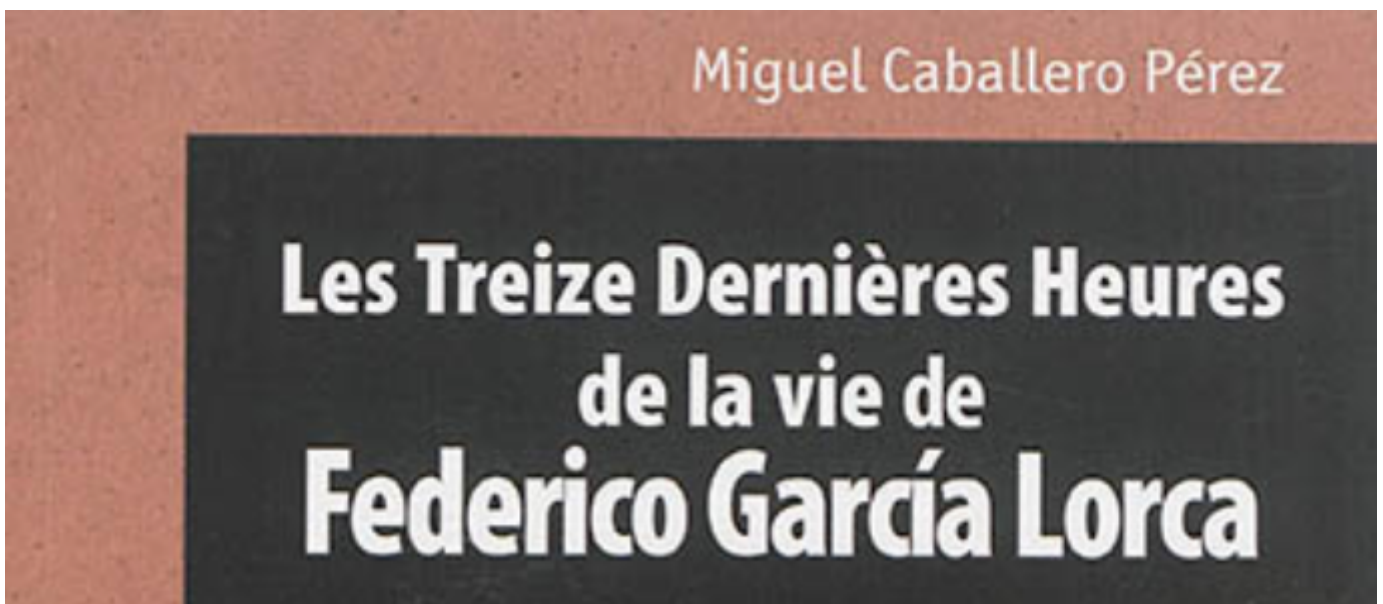 Miguel Caballero Pérez
Les Treize Dernières Heures
de la vie de
Federico García Lorca